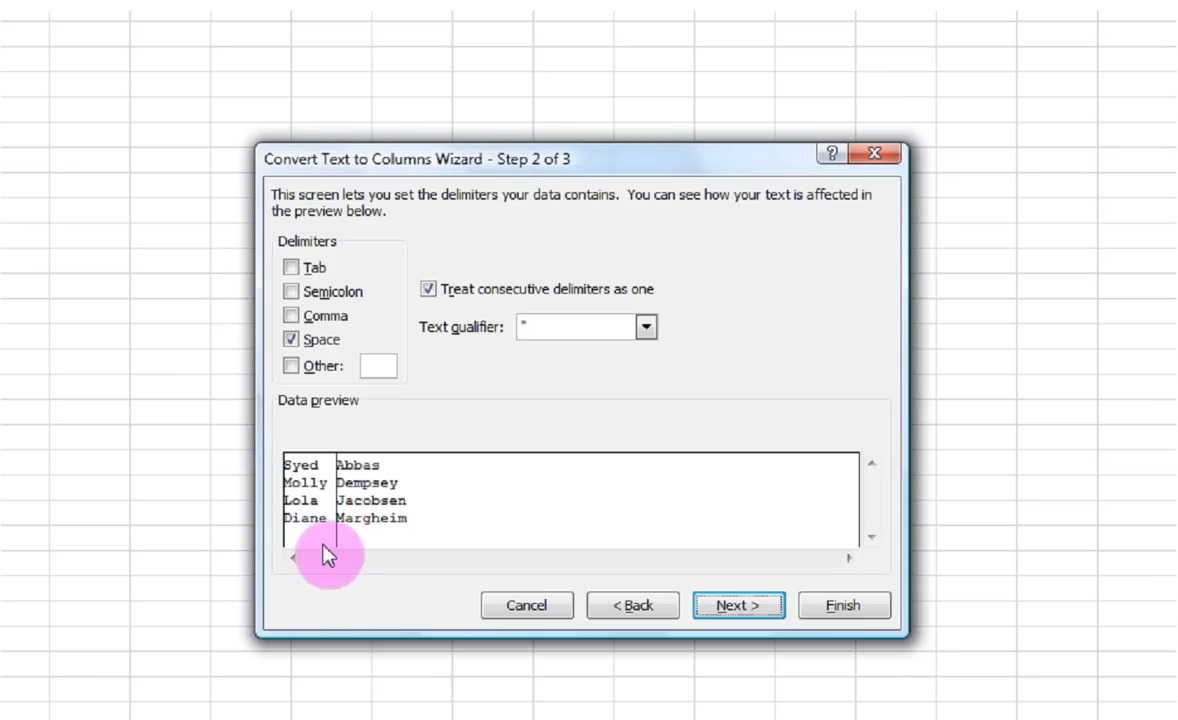 Convert Text to Columns Wizard - Step 2 of 3
?
This screen lets you set the delimiters your data contains.  You can see how your text is affected in
the preview below.
Delimiters
Tab
Semicolon
Treat consecutive delimiters as one
Comma
Text qualifier: "
Space
Other:
Data preview
Syed Abbas
Molly Dempsey
Lola Jacobsen
Diane Margheim
Cancel < Back Next > Finish